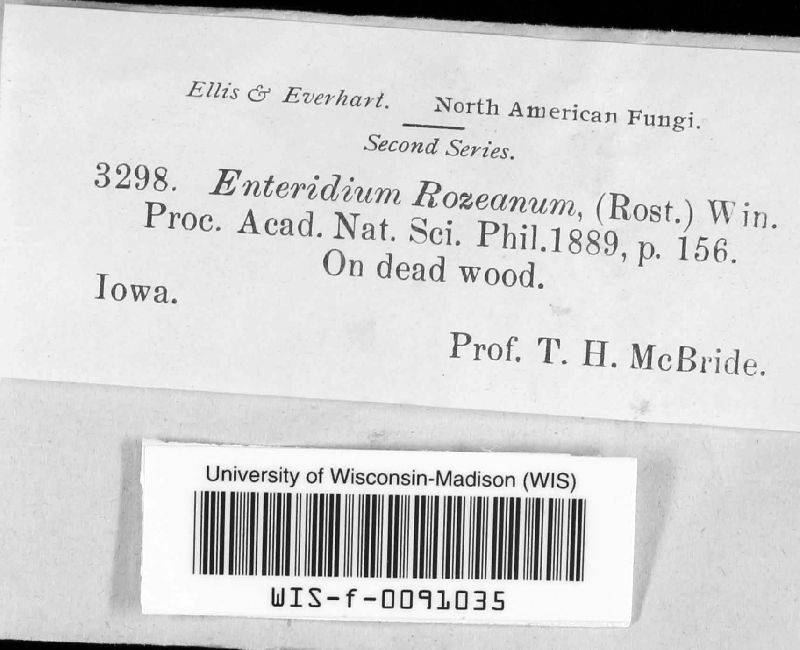 Ellis & Everhart. North American Fungi.
Second Series.
3298. Enteridium Rozeanum, (Rost.) Win.
Proc. Acad. Nat. Sci. Phil.1889, p. 156.
On dead wood.
Iowa.
Prof. T. H. McBride.
University of Wisconsin-Madison (WIS)
WIS-f-0091035